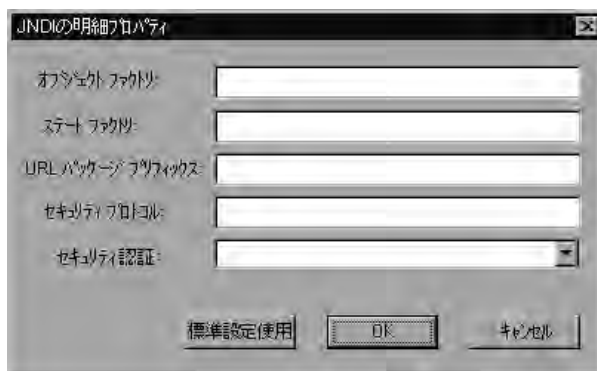 JNDIの明細プロパティ
オブジェクト ファクトリ:
ステート ファクトリ:
URL パッケージ プリフィックス:
セキュリティ プロトコル:
セキュリティ認証:
標準設定使用
OK
キャンセル